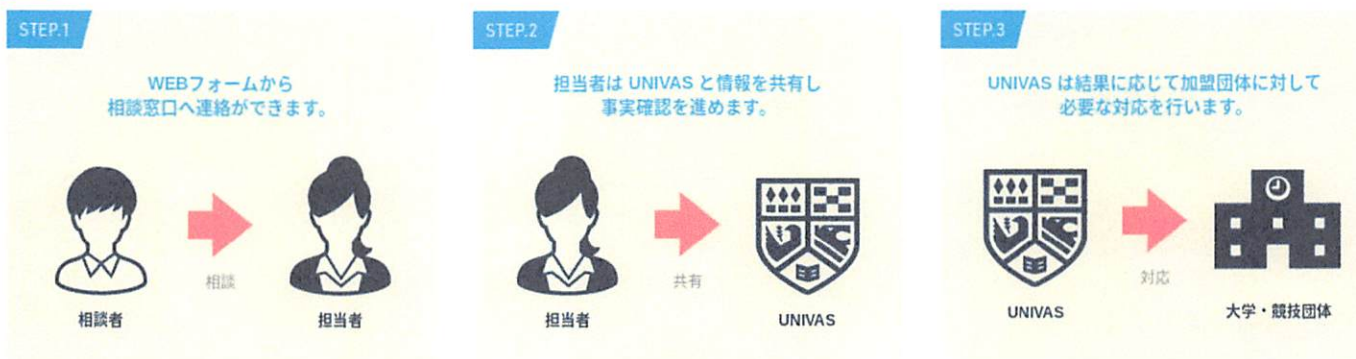 STEP.1
WEBフォームから
相談窓口へ連絡ができます。
相談
相談者
担当者
STEP.2
担当者は UNIVAS と情報を共有し
事実確認を進めます。
共有
担当者
UNIVAS
STEP.3
UNIVAS は結果に応じて加盟団体に対して
必要な対応を行います。
対応
UNIVAS
大学・競技団体